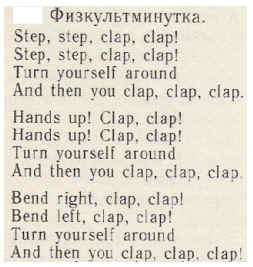 Физкультминутка.
Step, step, clap, clap!
Step, step, clap, clap!
Turn yourself around
And then you clap, clap, clap.
Hands up! Clap, clap!
Hands up! Clap, clap!
Turn yourself around
And then you clap, clap, clap.
Bend right, clap, clap!
Bend left, clap, clap!
Turn yourself around
And then you clap, clap, clap!